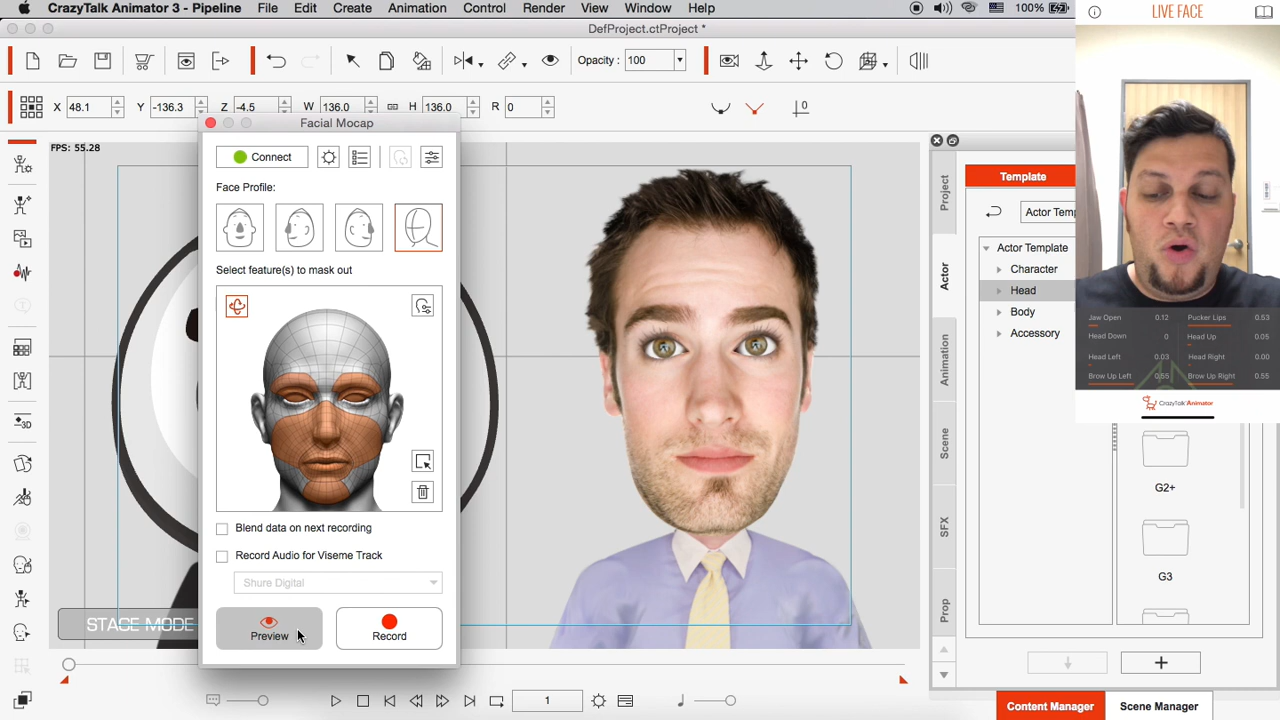 CrazyTalk Animator 3 - Pipeline File Edit Create Animation Control Render View Window Help 100%
DefProject.ctProject *
Opacity : 100
X 48.1 Y -136.3 Z -4.5 W 136.0 H 136.0 R 0
FPS: 55.28
Facial Mocap
Connect
Face Profile:
Select feature(s) to mask out
Blend data on next recording
Record Audio for Viseme Track
Shure Digital
Preview
Record
STAGE MODE
1
Project
Actor
Animation
Scene
SFX
Prop
Template
Actor Temp
Actor Template
Head
Character
Body
Accessory
G2+
G3
Content Manager
Scene Manager
LIVE FACE
Jaw Open 0.12 Pucker Lips 0.53
Head Down 0 Head Up 0.05
Head Left 0.03 Head Right 0.00
Brow Up Left 0.55 Brow Up Right 0.55
CrazyTalk Animator